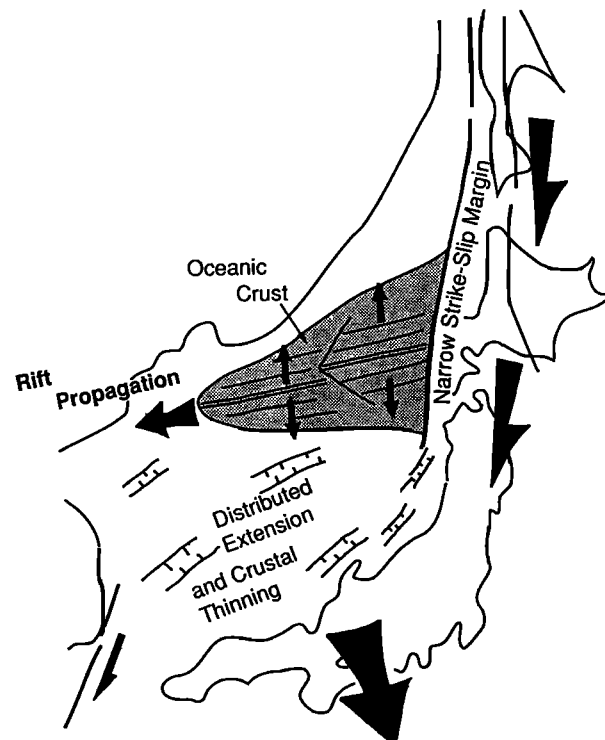 Oceanic
Crust
Narrow Strike-Slip Margin
Rift
Propagation
Distributed
Extension
and Crustal
Thinning